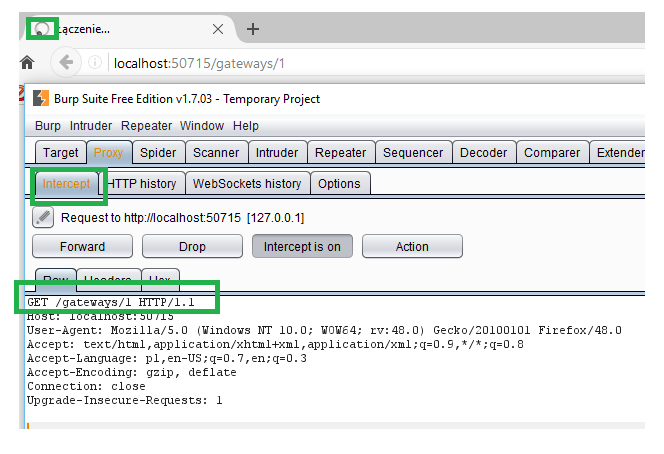 Łączenie...
localhost:50715/gateways/1
Burp Suite Free Edition v1.7.03 - Temporary Project
Burp Intruder Repeater Window Help
Target Proxy Spider Scanner Intruder Repeater Sequencer Decoder Comparer Extender
Intercept HTTP history WebSockets history Options
Request to http://localhost:50715 [127.0.0.1]
Forward Drop Intercept is on Action
Raw Headers Hex
GET /gateways/1 HTTP/1.1
Host: localhost:50715
User-Agent: Mozilla/5.0 (Windows NT 10.0; WOW64; rv:48.0) Gecko/20100101 Firefox/48.0
Accept: text/html,application/xhtml+xml,application/xml;q=0.9,*/*;q=0.8
Accept-Language: pl,en-US;q=0.7,en;q=0.3
Accept-Encoding: gzip, deflate
Connection: close
Upgrade-Insecure-Requests: 1